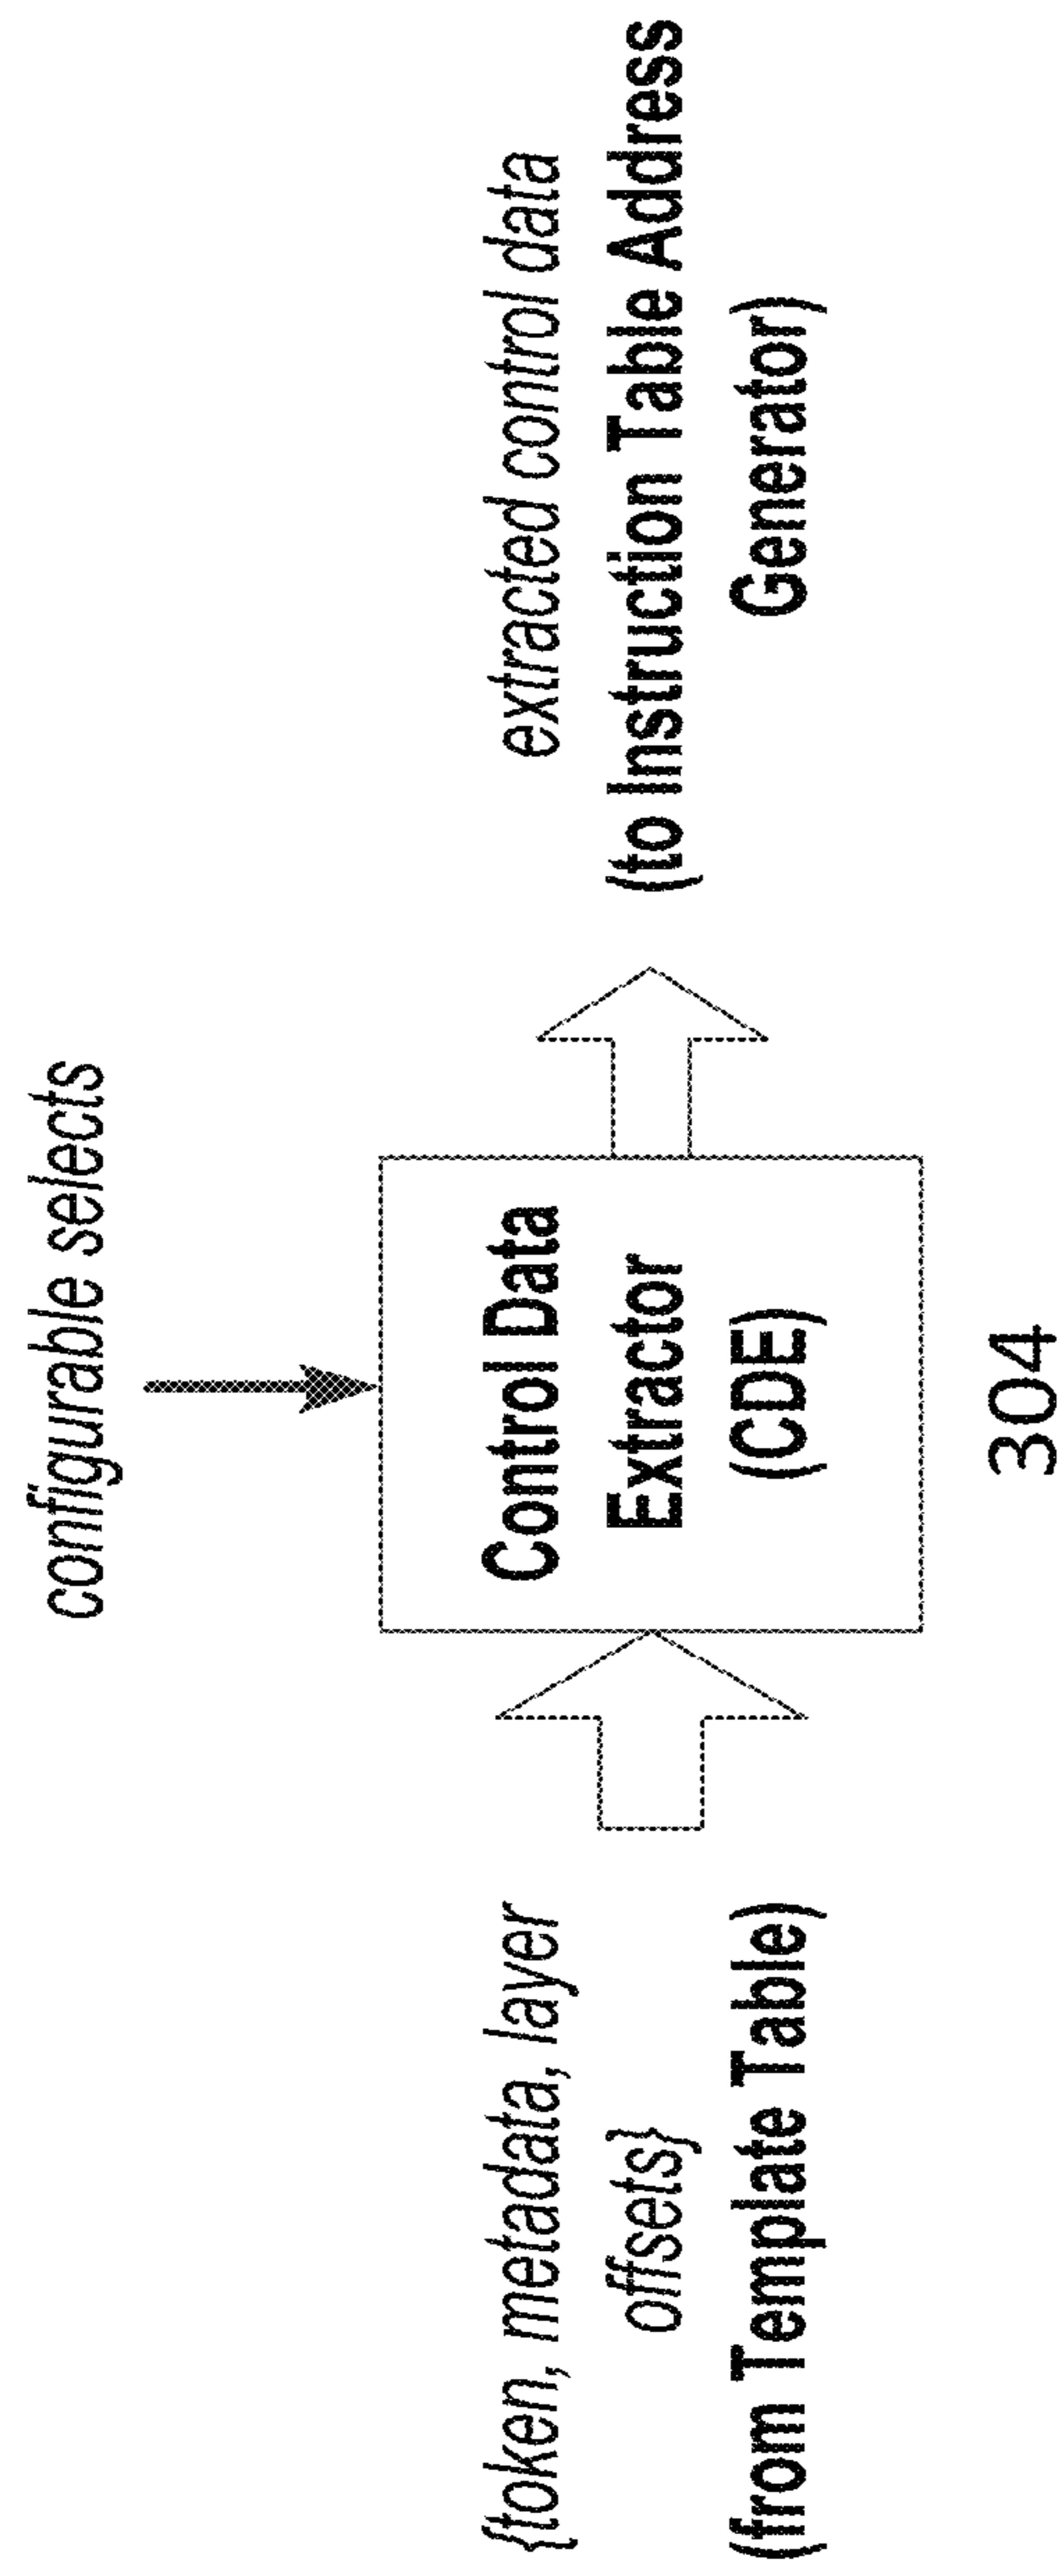 configurable selects
{token, metadata, layer
offsets}
(from Template Table)
Control Data
Extractor
(CDE)
extracted control data
(to Instruction Table Address
Generator)
304